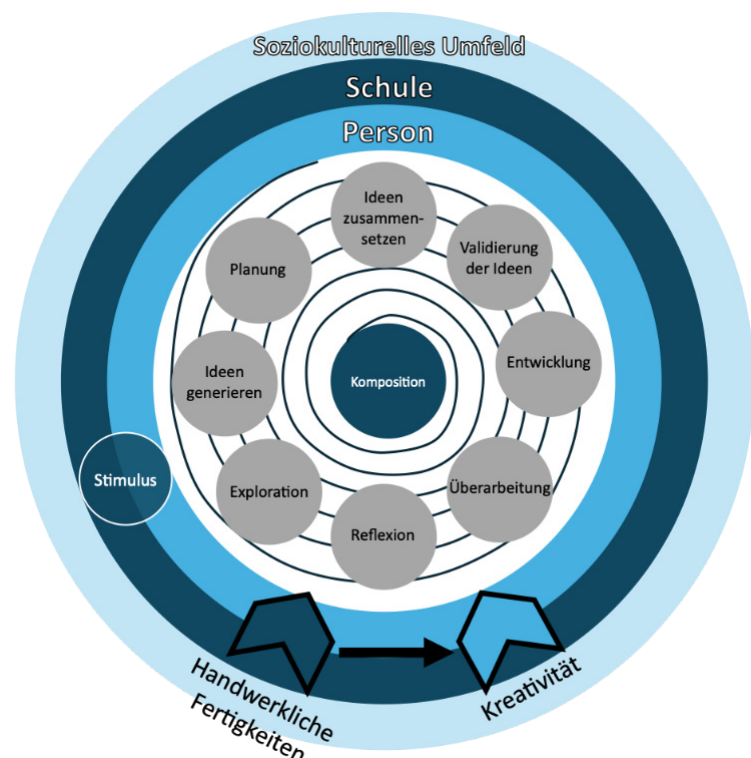 Soziokulturelles Umfeld
Schule
Person
Ideen
zusammen-
setzen
Validierung
der Ideen
Planung
Entwicklung
Ideen
generieren
Komposition
Stimulus
Exploration
Überarbeitung
Reflexion
Handwerkliche
Fertigkeiten
Kreativität